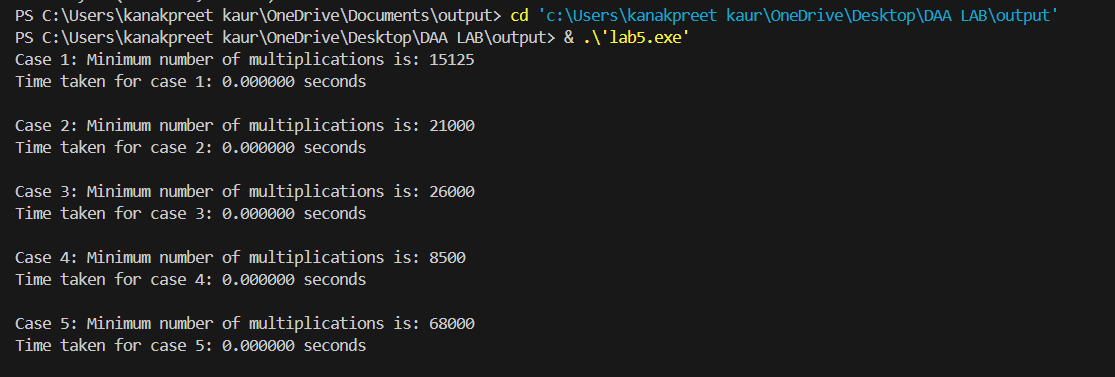 PS C:\Users\kanakpreet kaur\OneDrive\Documents\output> cd 'c:\Users\kanakpreet kaur\OneDrive\Desktop\DAA LAB\output'
PS C:\Users\kanakpreet kaur\OneDrive\Desktop\DAA LAB\output> & .\'lab5.exe'
Case 1: Minimum number of multiplications is: 15125
Time taken for case 1: 0.000000 seconds
Case 2: Minimum number of multiplications is: 21000
Time taken for case 2: 0.000000 seconds
Case 3: Minimum number of multiplications is: 26000
Time taken for case 3: 0.000000 seconds
Case 4: Minimum number of multiplications is: 8500
Time taken for case 4: 0.000000 seconds
Case 5: Minimum number of multiplications is: 68000
Time taken for case 5: 0.000000 seconds